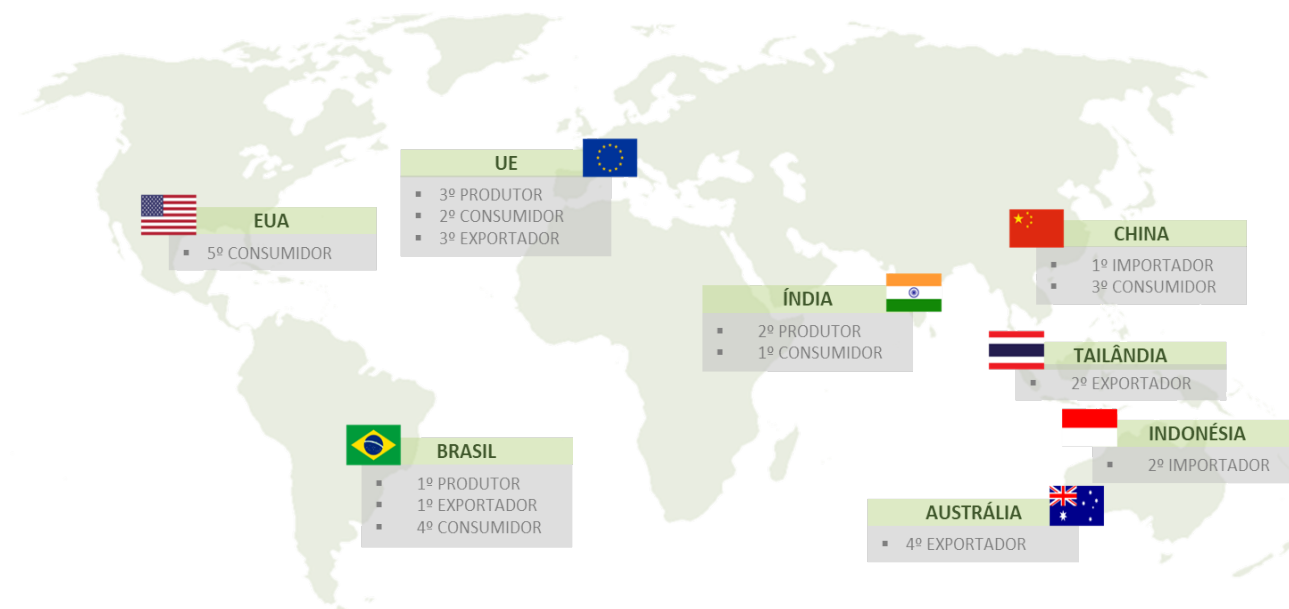 UE
3º PRODUTOR
2º CONSUMIDOR
3º EXPORTADOR
EUA
5º CONSUMIDOR
CHINA
1º IMPORTADOR
3º CONSUMIDOR
ÍNDIA
2º PRODUTOR
1º CONSUMIDOR
TAILÂNDIA
2º EXPORTADOR
INDONÉSIA
2º IMPORTADOR
BRASIL
1º PRODUTOR
1º EXPORTADOR
4º CONSUMIDOR
AUSTRÁLIA
4º EXPORTADOR